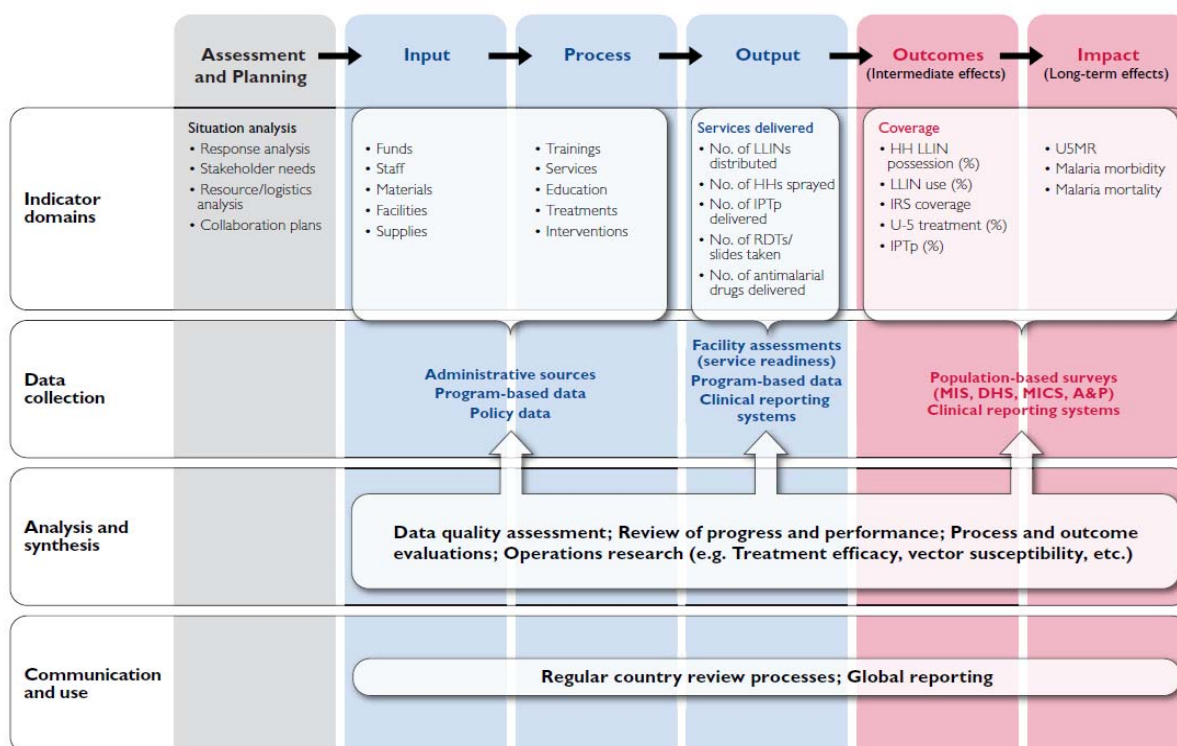 Assessment
and Planning
Input
Process
Output
Outcomes
(Intermediate effects)
Impact
(Long-term effects)
Indicator
domains
Situation analysis
• Response analysis
• Stakeholder needs
• Resource/logistics
analysis
• Collaboration plans
• Funds
• Staff
• Materials
• Facilities
• Supplies
• Trainings
• Services
• Education
• Treatments
• Interventions
Services delivered
• No. of LLINs
distributed
• No. of HHs sprayed
• No. of IPTp
delivered
• No. of RDTs/
slides taken
• No. of antimalarial
drugs delivered
Coverage
• HH LLIN
possession (%)
• LLIN use (%)
• IRS coverage
• U-5 treatment (%)
• IPTp (%)
• U5MR
• Malaria morbidity
• Malaria mortality
Data
collection
Administrative sources
Program-based data
Policy data
Facility assessments
(service readiness)
Program-based data
Clinical reporting
systems
Population-based surveys
(MIS, DHS, MICS, A&P)
Clinical reporting systems
Analysis and
synthesis
Data quality assessment; Review of progress and performance; Process and outcome
evaluations; Operations research (e.g. Treatment efficacy, vector susceptibility, etc.)
Communication
and use
Regular country review processes; Global reporting